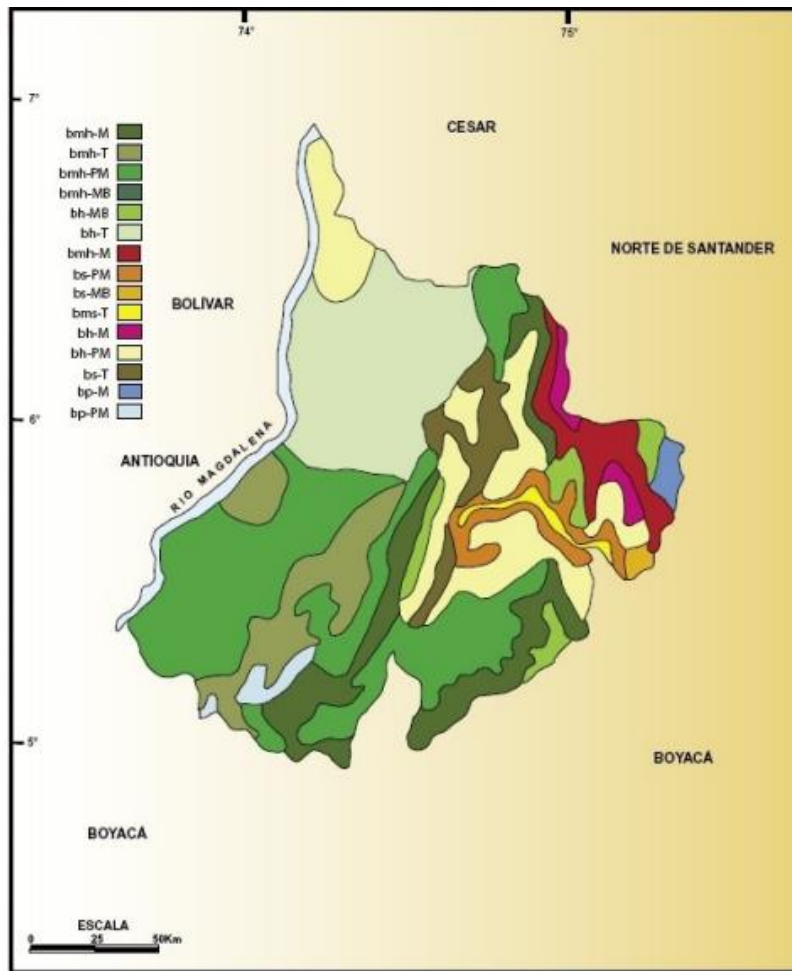 74°
75°
7°
CESAR
bmh-M
bmh-T
bmh-PM
bmh-MB
bh-MB
bh-T
bmh-M
bs-PM
bs-MB
bms-T
bh-M
bh-PM
bs-T
bp-M
bp-PM
NORTE DE SANTANDER
BOLÍVAR
6°
ANTIOQUIA
RIO MAGDALENA
5°
BOYACÁ
BOYACÁ
ESCALA
0 25 50Km